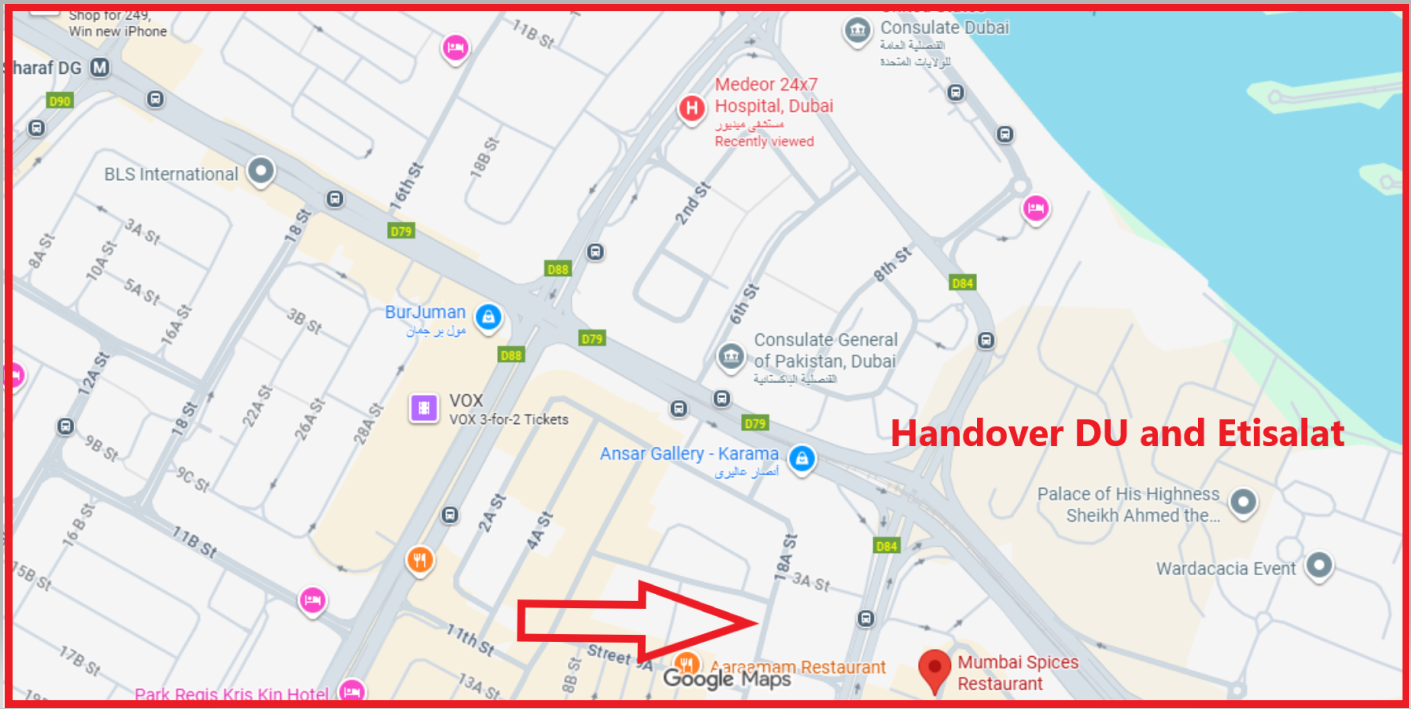 Shop for 249,
Win new iPhone
Sharaf DG
M
D90
11B St
Consulate Dubai
القنصلية العامة
للولايات المتحدة
Medeor 24x7
Hospital, Dubai
مستشفى ميديور
Recently viewed
H
BLS International
18B St
16th St
2nd St
3A St
8A St
10A St
5A St
18 St
D79
D88
8th St
D84
6th St
16A St
3B St
BurJuman
مول برجمان
D79
D88
Consulate General
of Pakistan, Dubai
القنصلية الباكستانية
12A St
VOX
VOX 3-for-2 Tickets
22A St
26A St
28A St
18 St
D79
Handover DU and Etisalat
9B St
Ansar Gallery - Karama
أنصار غاليري
9C St
Palace of His Highness
Sheikh Ahmed the...
16-B St
2A St
4A St
11B St
D84
18A St
3A St
Wardacacia Event
15B St
11th St
Street 9A
17B St
8B St
13A St
Aaraamam Restaurant
Google Maps
Mumbai Spices
Restaurant
Park Regis Kris Kin Hotel